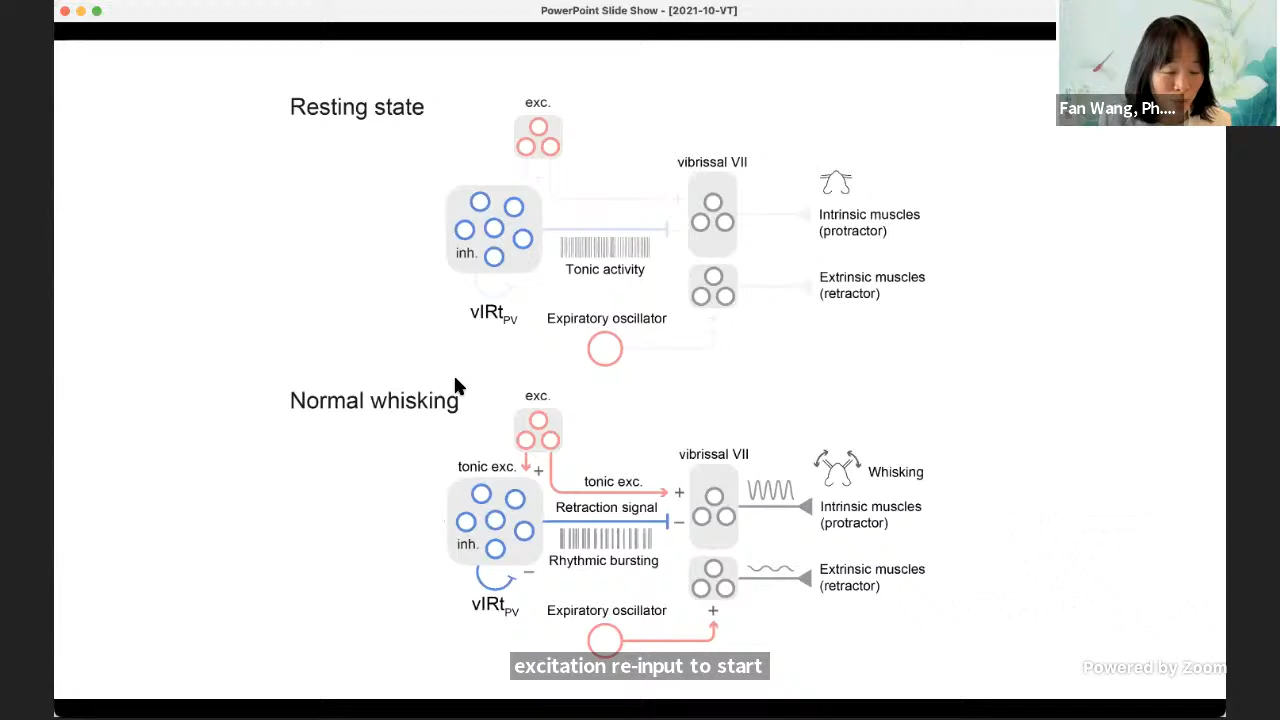 PowerPoint Slide Show - [2021-10-VT]
Fan Wang, Ph....
Resting state
exc.
vibrissal VII
+
Intrinsic muscles
(protractor)
inh.
Tonic activity
Extrinsic muscles
(retractor)
vIRtPV
Expiratory oscillator
Normal whisking
exc.
vibrissal VII
tonic exc.
+
Whisking
tonic exc.
+
Retraction signal
Intrinsic muscles
(protractor)
−
inh.
Rhythmic bursting
−
Extrinsic muscles
(retractor)
vIRtPV
Expiratory oscillator
+
excitation re-input to start
Powered by Zoom